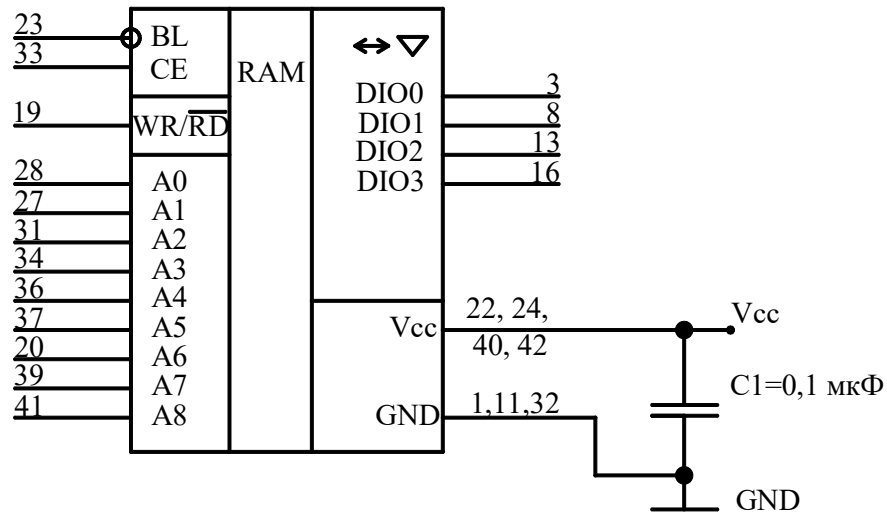 23 BL
33 CE
RAM
19 WR/RD
28 A0
27 A1
31 A2
34 A3
36 A4
37 A5
20 A6
39 A7
41 A8
DIO0 3
DIO1 8
DIO2 13
DIO3 16
Vcc 22, 24,
40, 42
Vcc
GND 1,11,32
C1=0,1 мкФ
GND